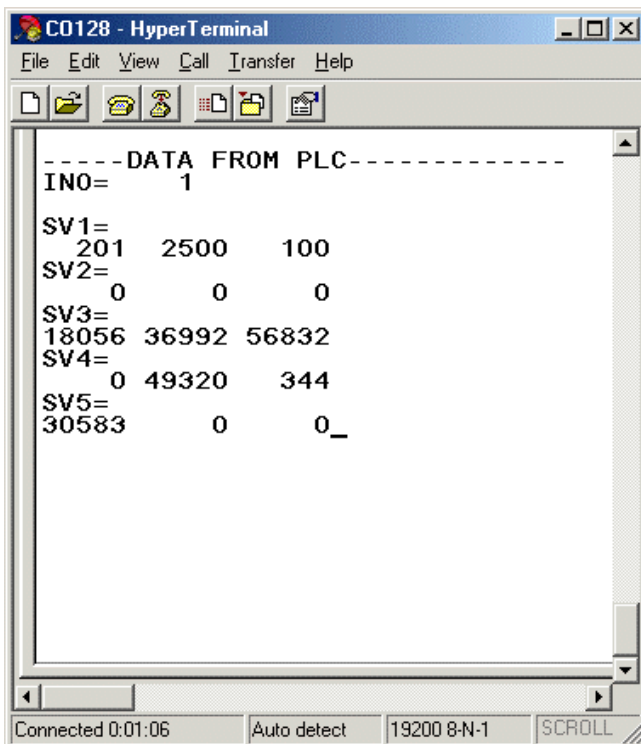 C0128 - HyperTerminal
File Edit View Call Transfer Help
-----DATA FROM PLC-------------
INO=     1
SV1=
  201  2500   100
SV2=
    0     0     0
SV3=
18056 36992 56832
SV4=
    0 49320   344
SV5=
30583     0     0_
Connected 0:01:06 Auto detect 19200 8-N-1 SCROLL